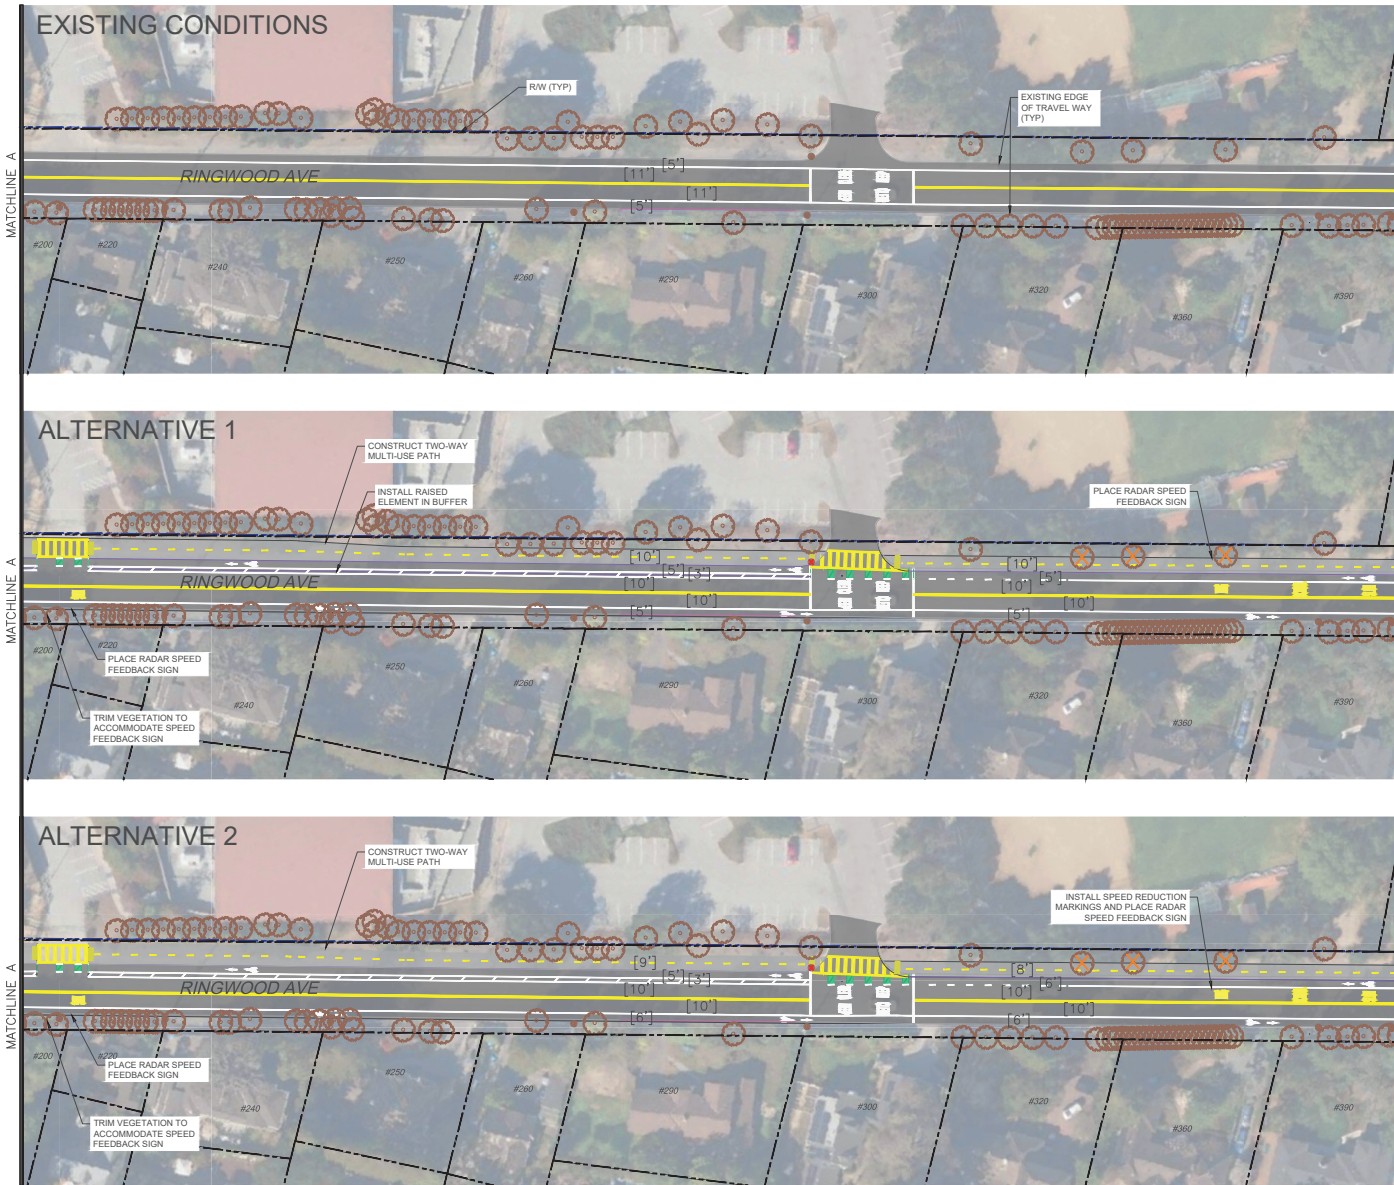 EXISTING CONDITIONS
R/W (TYP)
EXISTING EDGE
OF TRAVEL WAY
(TYP)
MATCHLINE A
RINGWOOD AVE
[5']
[11']
[11']
[5']
#200
#220
#240
#250
#260
#290
#300
#320
#360
#390
ALTERNATIVE 1
CONSTRUCT TWO-WAY
MULTI-USE PATH
INSTALL RAISED
ELEMENT IN BUFFER
PLACE RADAR SPEED
FEEDBACK SIGN
MATCHLINE A
RINGWOOD AVE
[10']
[5'] [3']
[10']
[10']
[5']
[10']
[5']
[10']
[10']
[5']
#200
#220
PLACE RADAR SPEED
FEEDBACK SIGN
TRIM VEGETATION TO
ACCOMMODATE SPEED
FEEDBACK SIGN
#240
#250
#260
#290
#300
#320
#360
#390
ALTERNATIVE 2
CONSTRUCT TWO-WAY
MULTI-USE PATH
INSTALL SPEED REDUCTION
MARKINGS AND PLACE RADAR
SPEED FEEDBACK SIGN
MATCHLINE A
RINGWOOD AVE
[9']
[5'] [3']
[10']
[10']
[6']
[8']
[6']
[10']
[10']
[6']
#200
#220
PLACE RADAR SPEED
FEEDBACK SIGN
TRIM VEGETATION TO
ACCOMMODATE SPEED
FEEDBACK SIGN
#240
#250
#260
#290
#300
#320
#360
#390